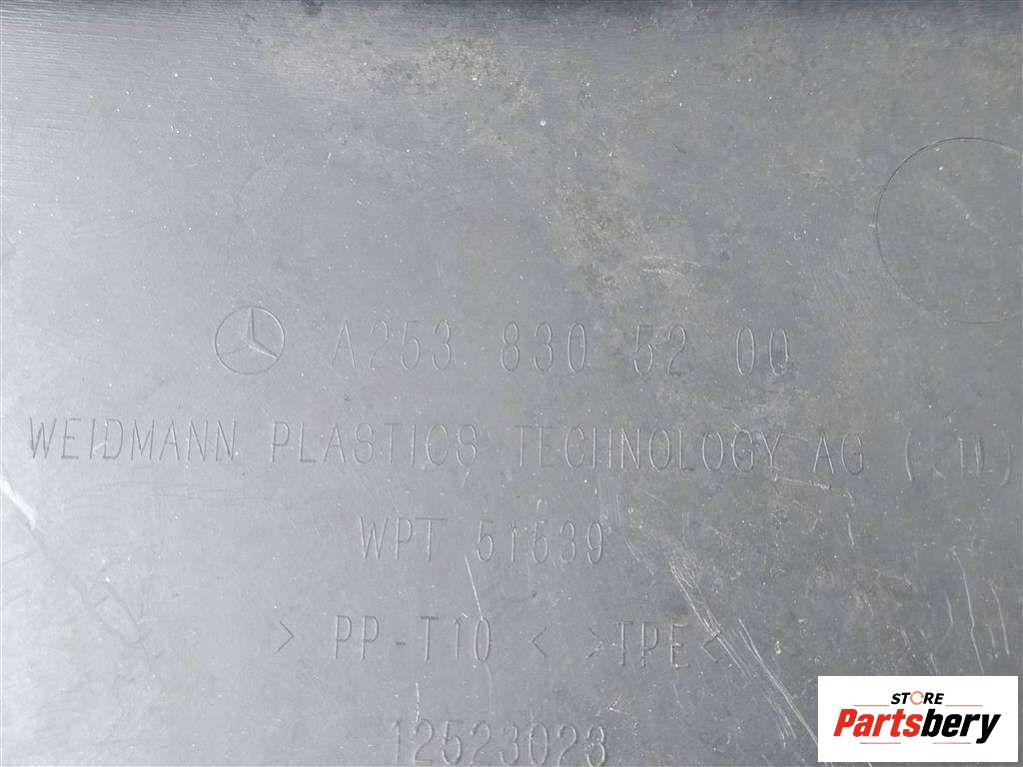 A253 830 52 00
WEIDMANN PLASTICS TECHNOLOGY AG
WPT 51539
> PP-T10 < >TPE<
12523023
STORE
Partsbery